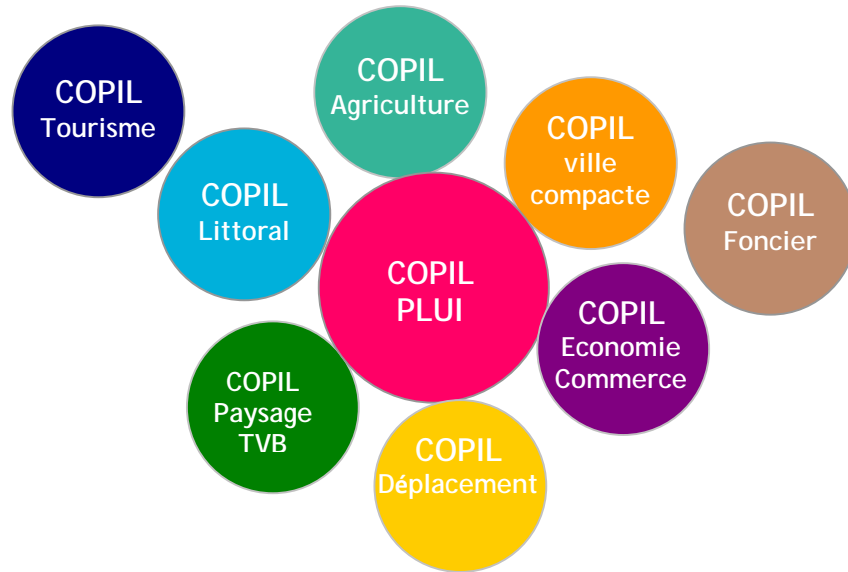 COPIL
Tourisme
COPIL
Agriculture
COPIL
ville
compacte
COPIL
Littoral
COPIL
Foncier
COPIL
PLUI
COPIL
Economie
Commerce
COPIL
Paysage
TVB
COPIL
Déplacement